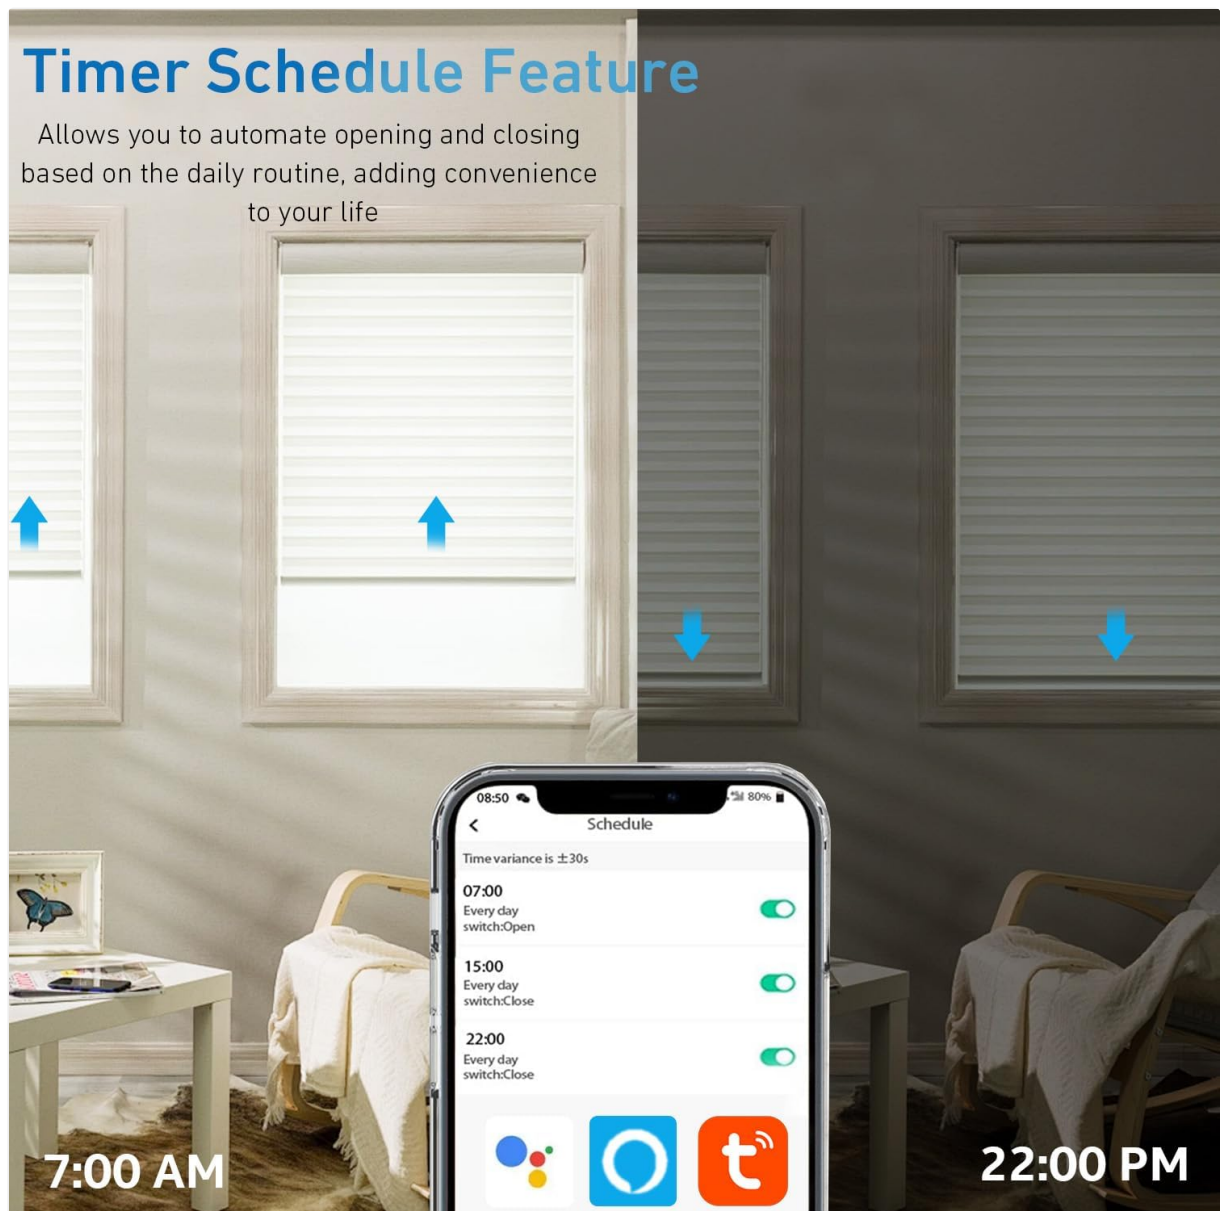 Timer Schedule Feature
Allows you to automate opening and closing
based on the daily routine, adding convenience
to your life
08:50
80%
Schedule
Time variance is ±30s
07:00
Every day
switch:Open
15:00
Every day
switch:Close
22:00
Every day
switch:Close
7:00 AM
22:00 PM